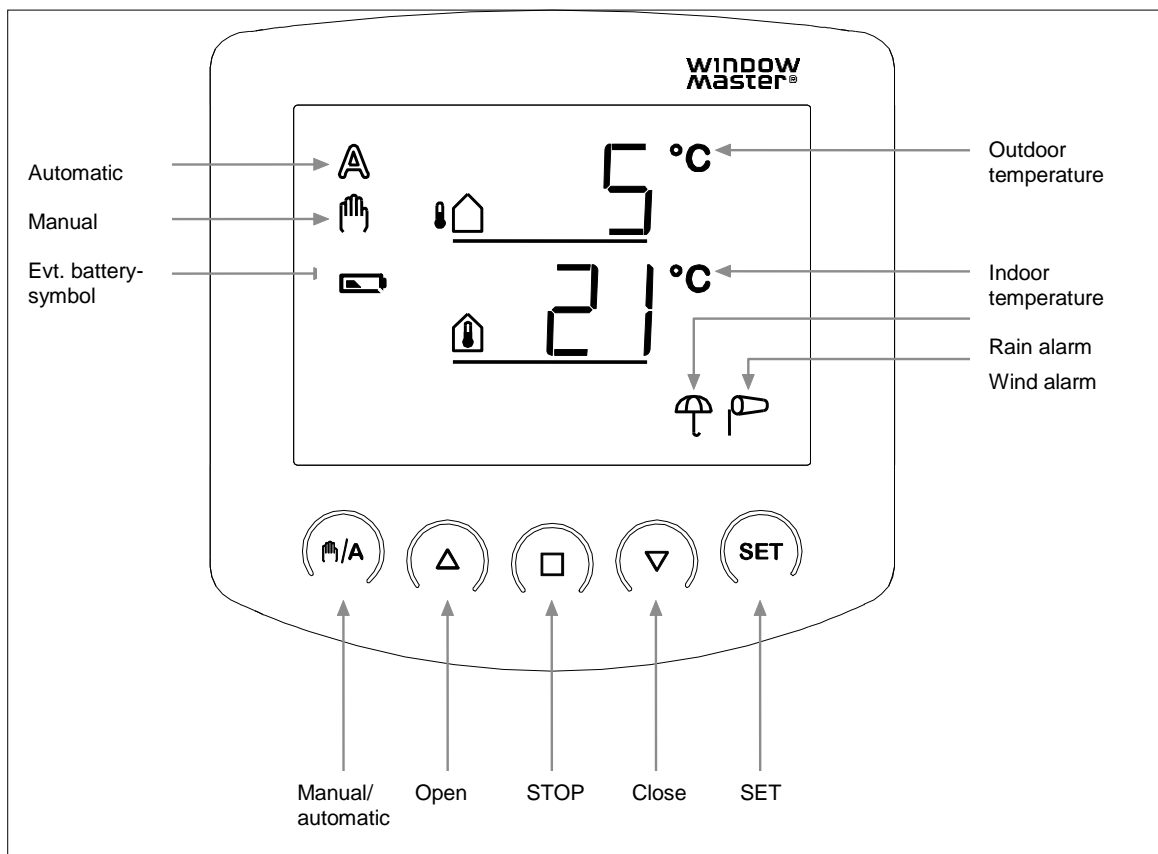 WINDOW
Master®
Automatic
A
5 °C
Outdoor
temperature
Manual
Evt. battery-
symbol
21 °C
Indoor
temperature
Rain alarm
Wind alarm
/A
SET
Manual/
automatic
Open
STOP
Close
SET